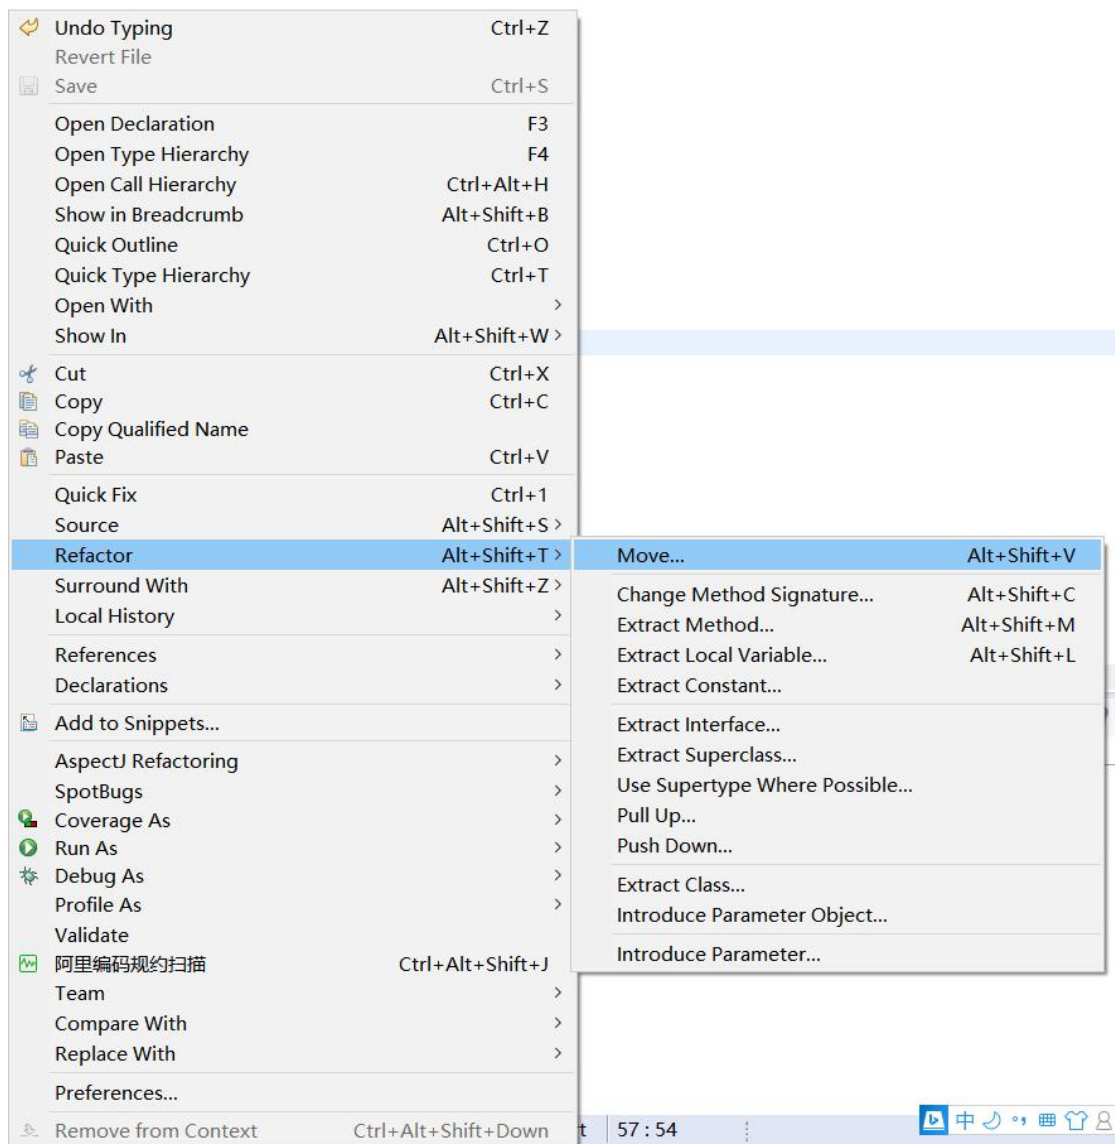 Undo Typing Ctrl+Z
Revert File
Save Ctrl+S
Open Declaration F3
Open Type Hierarchy F4
Open Call Hierarchy Ctrl+Alt+H
Show in Breadcrumb Alt+Shift+B
Quick Outline Ctrl+O
Quick Type Hierarchy Ctrl+T
Open With >
Show In Alt+Shift+W >
Cut Ctrl+X
Copy Ctrl+C
Copy Qualified Name
Paste Ctrl+V
Quick Fix Ctrl+1
Source Alt+Shift+S >
Refactor Alt+Shift+T >
Surround With Alt+Shift+Z >
Local History >
References >
Declarations >
Add to Snippets...
AspectJ Refactoring >
SpotBugs >
Coverage As >
Run As >
Debug As >
Profile As >
Validate
阿里编码规约扫描 Ctrl+Alt+Shift+J
Team >
Compare With >
Replace With >
Preferences...
Remove from Context Ctrl+Alt+Shift+Down
Move... Alt+Shift+V
Change Method Signature... Alt+Shift+C
Extract Method... Alt+Shift+M
Extract Local Variable... Alt+Shift+L
Extract Constant...
Extract Interface...
Extract Superclass...
Use Supertype Where Possible...
Pull Up...
Push Down...
Extract Class...
Introduce Parameter Object...
Introduce Parameter...
t 57 : 54
中